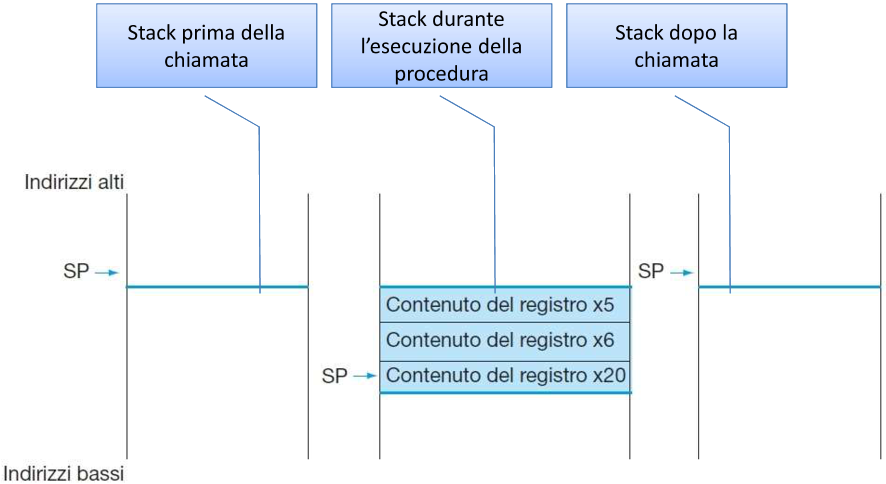 Stack prima della
chiamata
Stack durante
l’esecuzione della
procedura
Stack dopo la
chiamata
Indirizzi alti
SP
SP
Contenuto del registro x5
Contenuto del registro x6
SP
Contenuto del registro x20
Indirizzi bassi